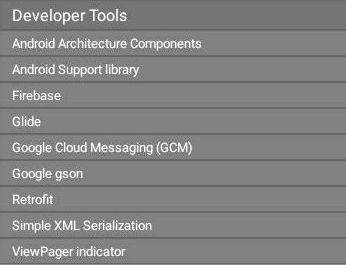 Developer Tools
Android Architecture Components
Android Support library
Firebase
Glide
Google Cloud Messaging (GCM)
Google gson
Retrofit
Simple XML Serialization
ViewPager indicator